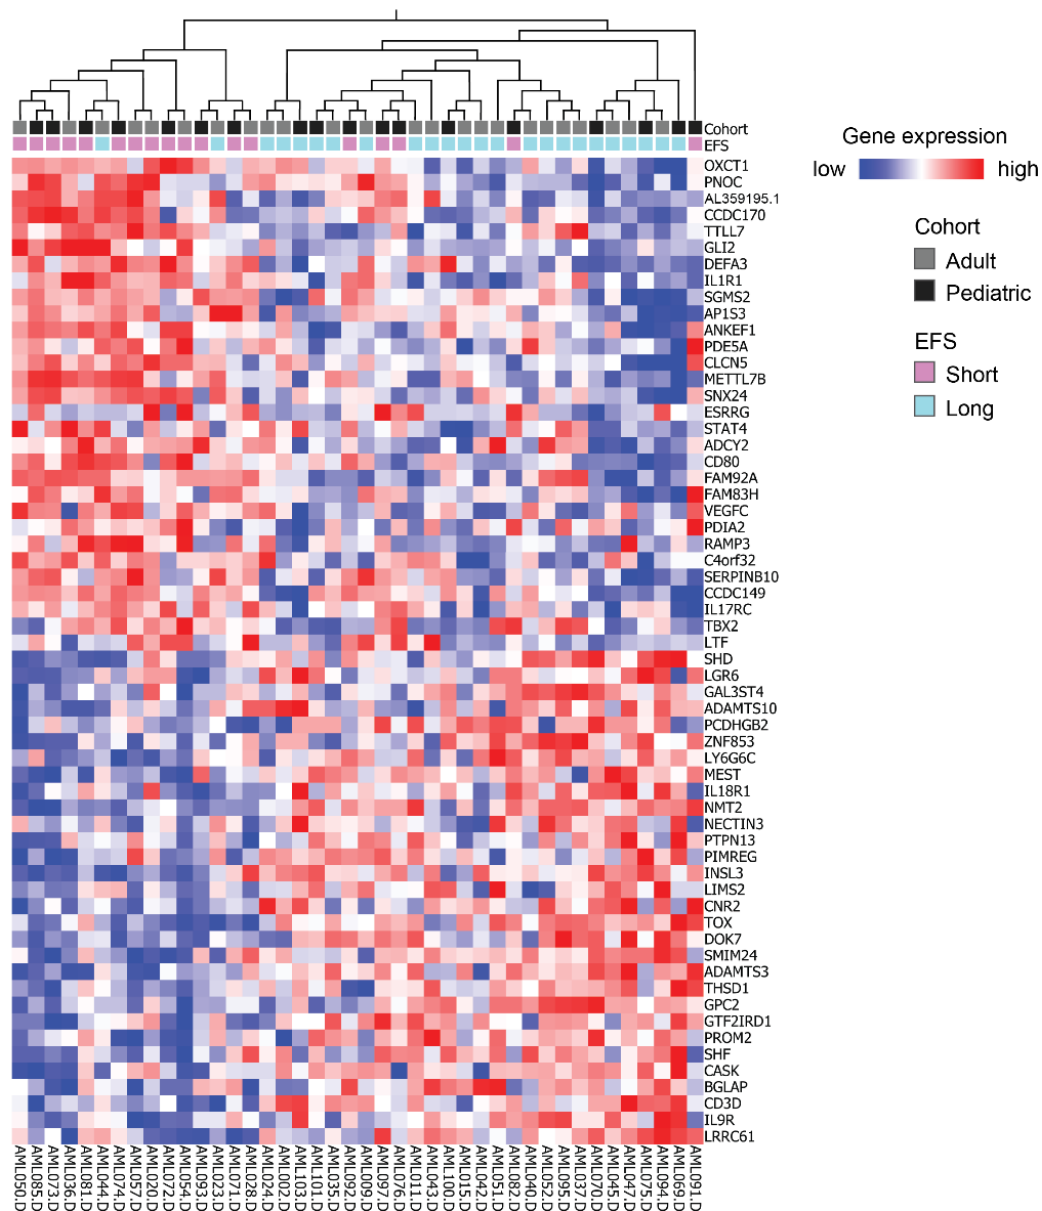 Cohort
EFS
OXCT1
PNOC
AL359195.1
CCDC170
TTLL7
GLI2
DEFA3
IL1R1
SGMS2
AP1S3
ANKEF1
PDE5A
CLCN5
METTL7B
SNX24
ESRRG
STAT4
ADCY2
CD80
FAM92A
FAM83H
VEGFC
PDIA2
RAMP3
C4orf32
SERPINB10
CCDC149
IL17RC
TBX2
LTF
SHD
LGR6
GAL3ST4
ADAMTS10
PCDHGB2
ZNF853
LY6G6C
MEST
IL18R1
NMT2
NECTIN3
PTPN13
PIMREG
INSL3
LIMS2
CNR2
TOX
DOK7
SMIM24
ADAMTS3
THSD1
GPC2
GTF2IRD1
PROM2
SHF
CASK
BGLAP
CD3D
IL9R
LRRC61
AML050.D
AML085.D
AML073.D
AML036.D
AML081.D
AML044.D
AML074.D
AML057.D
AML020.D
AML072.D
AML054.D
AML093.D
AML023.D
AML071.D
AML028.D
AML024.D
AML002.D
AML103.D
AML101.D
AML035.D
AML092.D
AML009.D
AML097.D
AML076.D
AML011.D
AML043.D
AML100.D
AML015.D
AML042.D
AML051.D
AML082.D
AML040.D
AML052.D
AML095.D
AML037.D
AML070.D
AML045.D
AML047.D
AML075.D
AML094.D
AML069.D
AML091.D
Gene expression
low high
Cohort
Adult
Pediatric
EFS
Short
Long